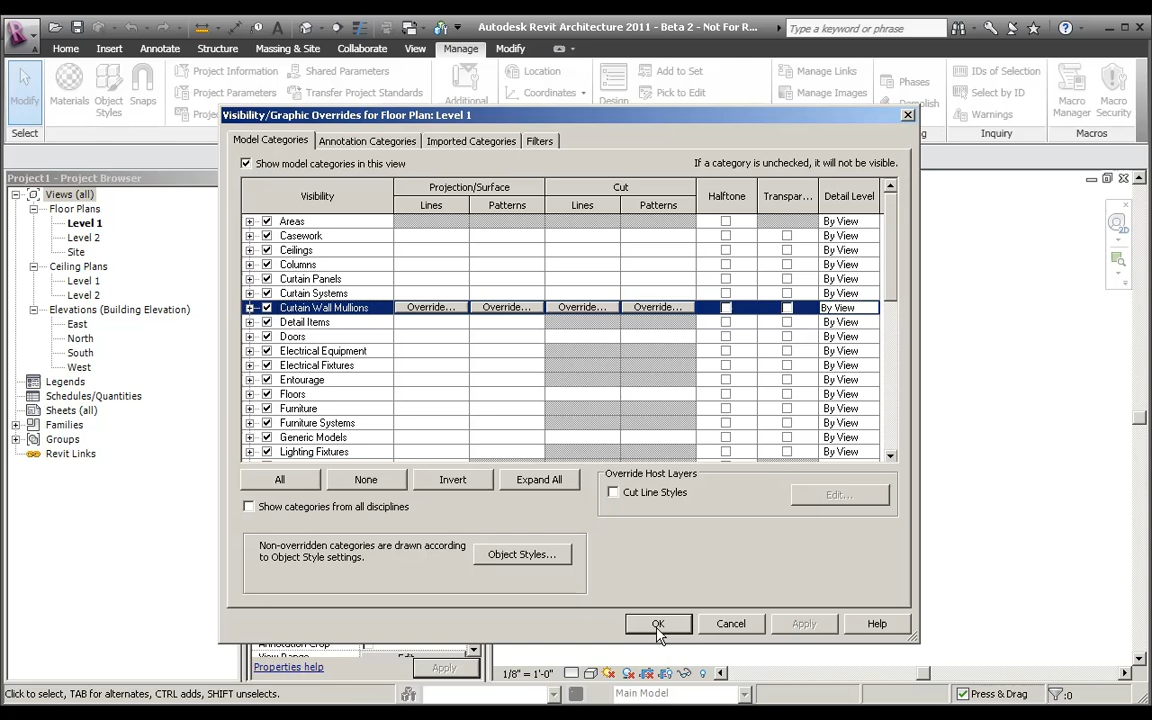 Autodesk Revit Architecture 2011 - Beta 2 - Not For R...
Type a keyword or phrase
Home Insert Annotate Structure Massing & Site Collaborate View Manage Modify
Modify
Materials
Object Styles
Snaps
Project Information
Project Parameters
Shared Parameters
Transfer Project Standards
Additional
Location
Coordinates
Design
Add to Set
Pick to Edit
Manage Links
Manage Images
Phases
Demolish
IDs of Selection
Select by ID
Warnings
Macro Manager
Macro Security
Select
Inquiry
Macros
Visibility/Graphic Overrides for Floor Plan: Level 1
Model Categories Annotation Categories Imported Categories Filters
Show model categories in this view
If a category is unchecked, it will not be visible.
Visibility Projection/Surface Cut Halftone Transpar... Detail Level
Lines Patterns Lines Patterns
Areas By View
Casework By View
Ceilings By View
Columns By View
Curtain Panels By View
Curtain Systems By View
Curtain Wall Mullions Override... Override... Override... Override... By View
Detail Items By View
Doors By View
Electrical Equipment By View
Electrical Fixtures By View
Entourage By View
Floors By View
Furniture By View
Furniture Systems By View
Generic Models By View
Lighting Fixtures By View
All None Invert Expand All
Override Host Layers
Cut Line Styles
Edit...
Show categories from all disciplines
Non-overridden categories are drawn according
to Object Style settings.
Object Styles...
OK Cancel Apply Help
Project1 - Project Browser
Views (all)
Floor Plans
Level 1
Level 2
Site
Ceiling Plans
Level 1
Level 2
Elevations (Building Elevation)
East
North
South
West
Legends
Schedules/Quantities
Sheets (all)
Families
Groups
Revit Links
Properties help
Apply
1/8" = 1'-0"
Click to select, TAB for alternates, CTRL adds, SHIFT unselects.
Main Model
Press & Drag
:0